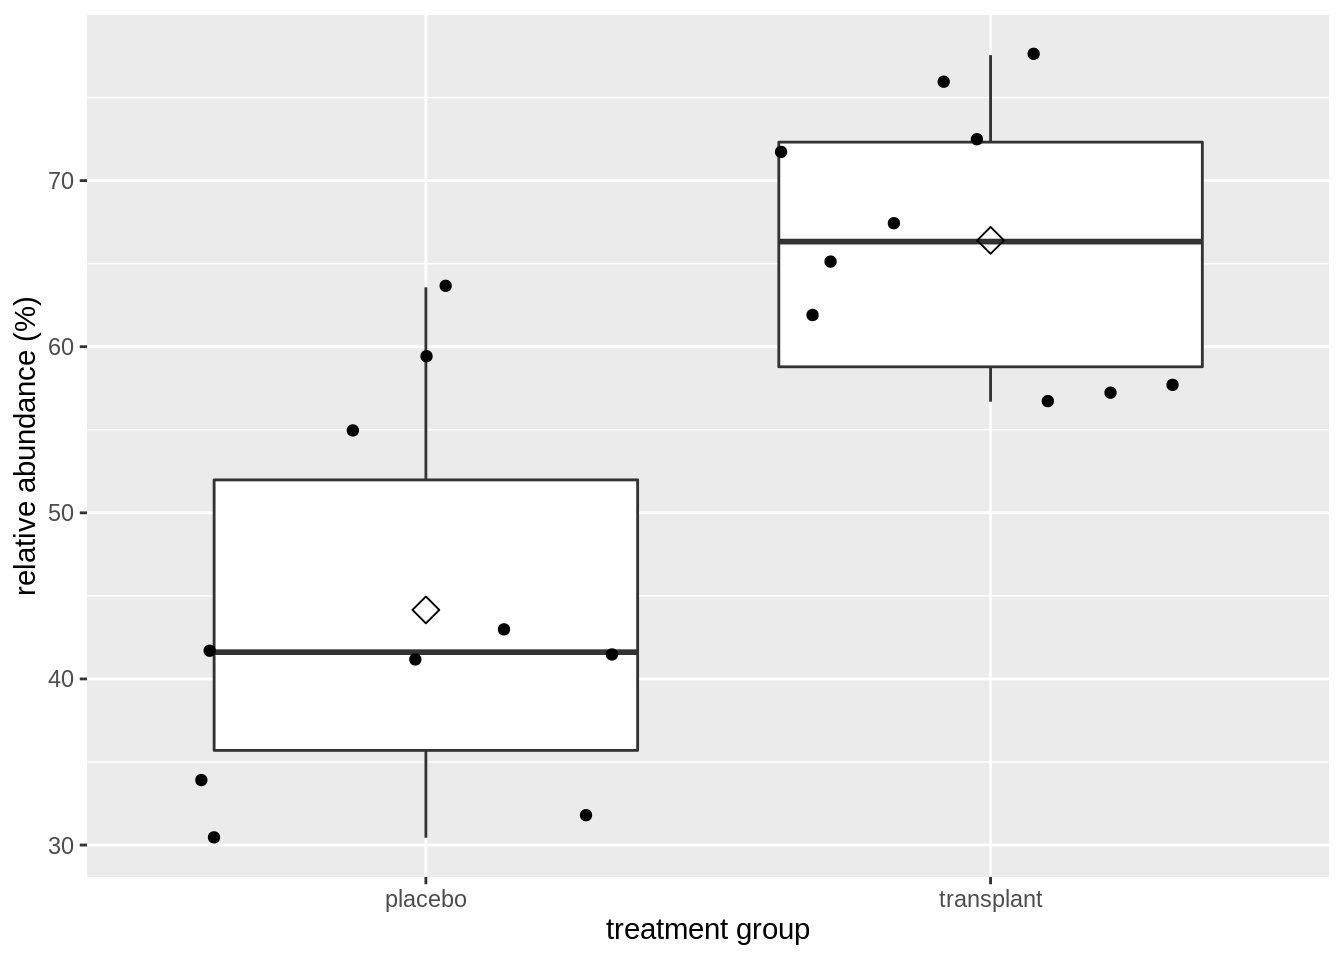 relative abundance (%)
70
60
50
40
30
placebo
transplant
treatment group